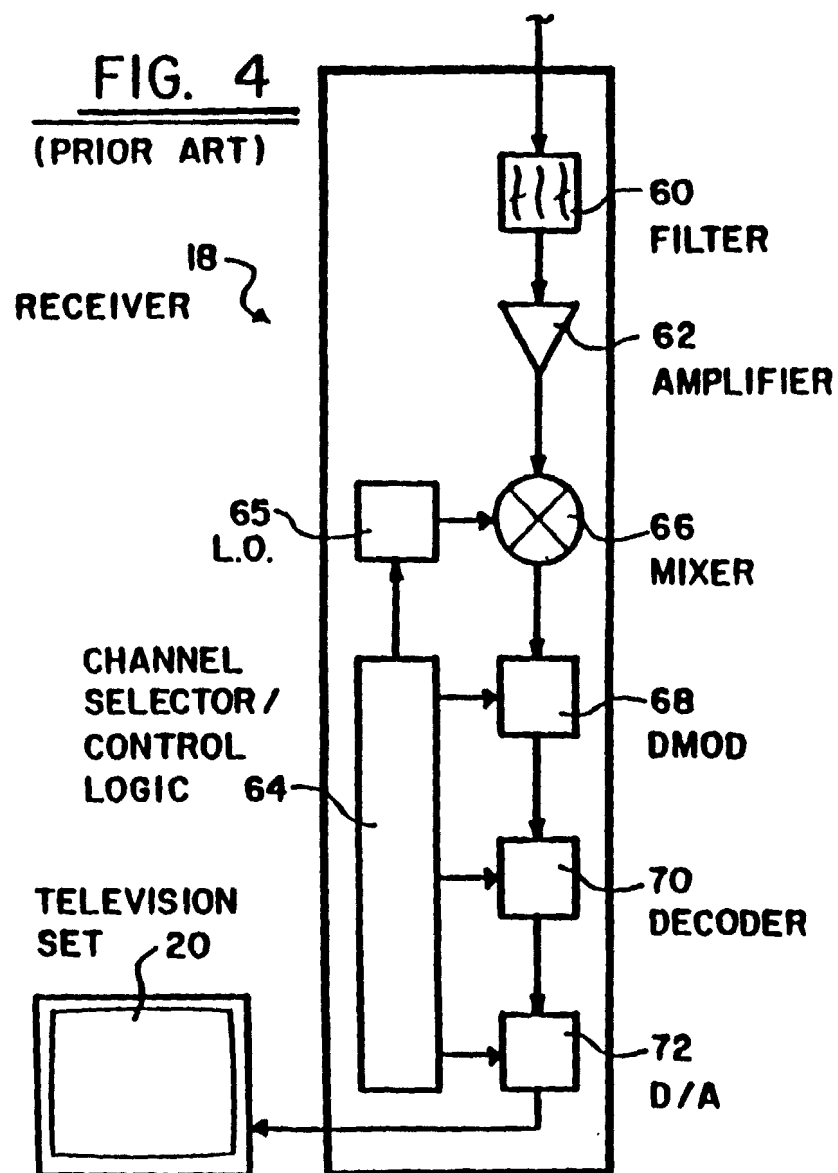 FIG. 4
(PRIOR ART)
60
FILTER
18
RECEIVER
62
AMPLIFIER
65
L.O.
66
MIXER
CHANNEL
SELECTOR/
CONTROL
LOGIC 64
68
DMOD
70
DECODER
TELEVISION
SET 20
72
D/A